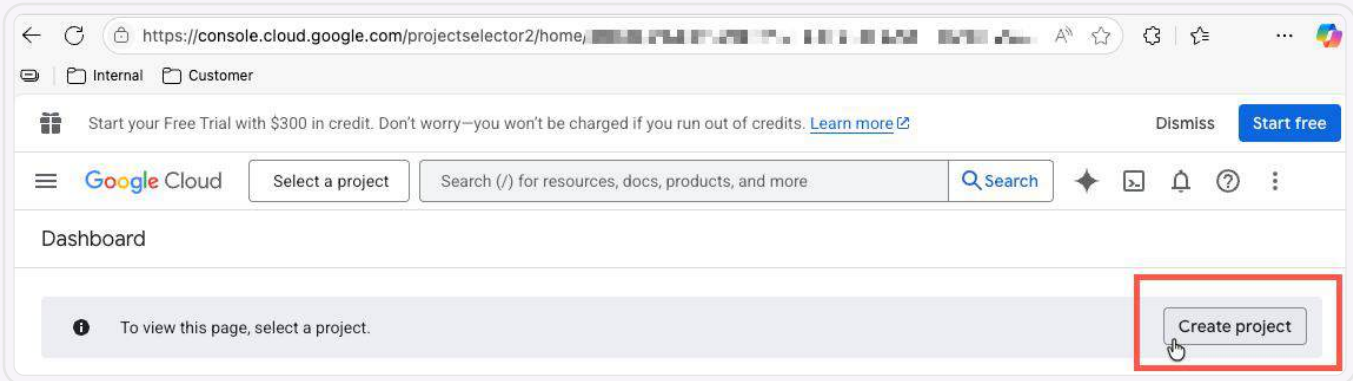 https://console.cloud.google.com/projectselector2/home/
Internal Customer
Start your Free Trial with $300 in credit. Don't worry—you won't be charged if you run out of credits. Learn more Dismiss Start free
Google Cloud Select a project Search (/) for resources, docs, products, and more Search
Dashboard
To view this page, select a project. Create project